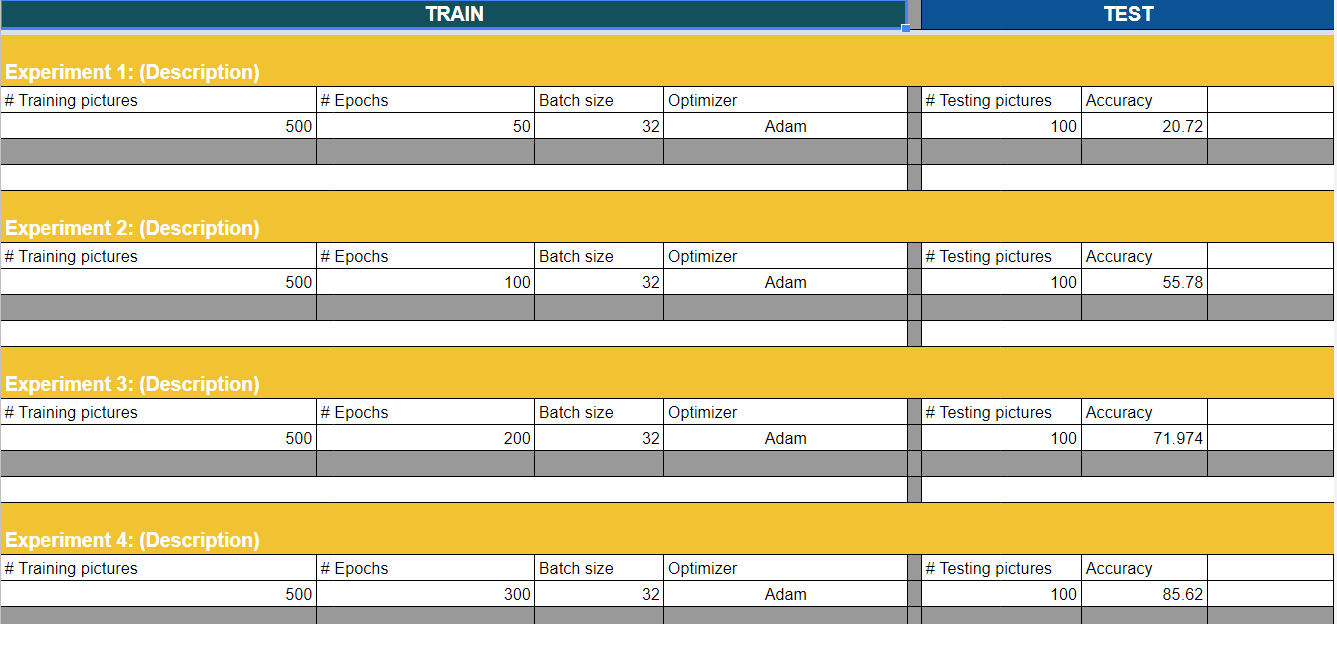 TRAIN TEST
Experiment 1: (Description)
# Training pictures # Epochs Batch size Optimizer # Testing pictures Accuracy
500 50 32 Adam 100 20.72
Experiment 2: (Description)
# Training pictures # Epochs Batch size Optimizer # Testing pictures Accuracy
500 100 32 Adam 100 55.78
Experiment 3: (Description)
# Training pictures # Epochs Batch size Optimizer # Testing pictures Accuracy
500 200 32 Adam 100 71.974
Experiment 4: (Description)
# Training pictures # Epochs Batch size Optimizer # Testing pictures Accuracy
500 300 32 Adam 100 85.62